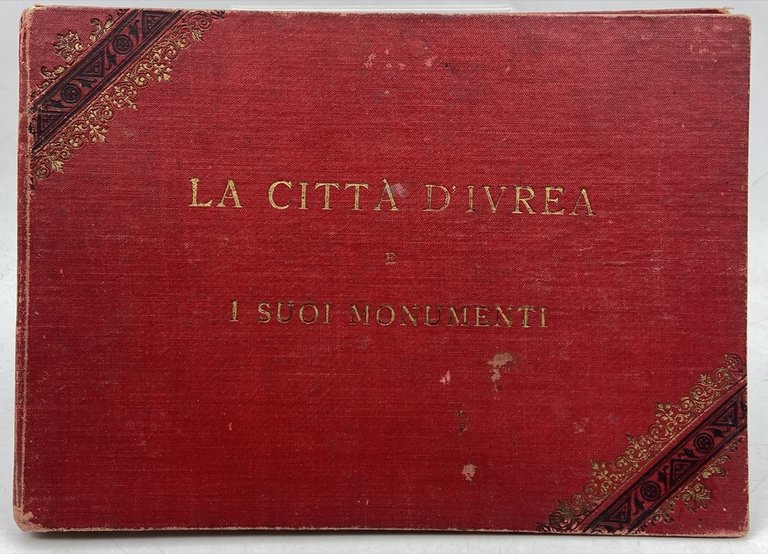 LA CITTÀ D'IVREA
E
I SUOI MONUMENTI